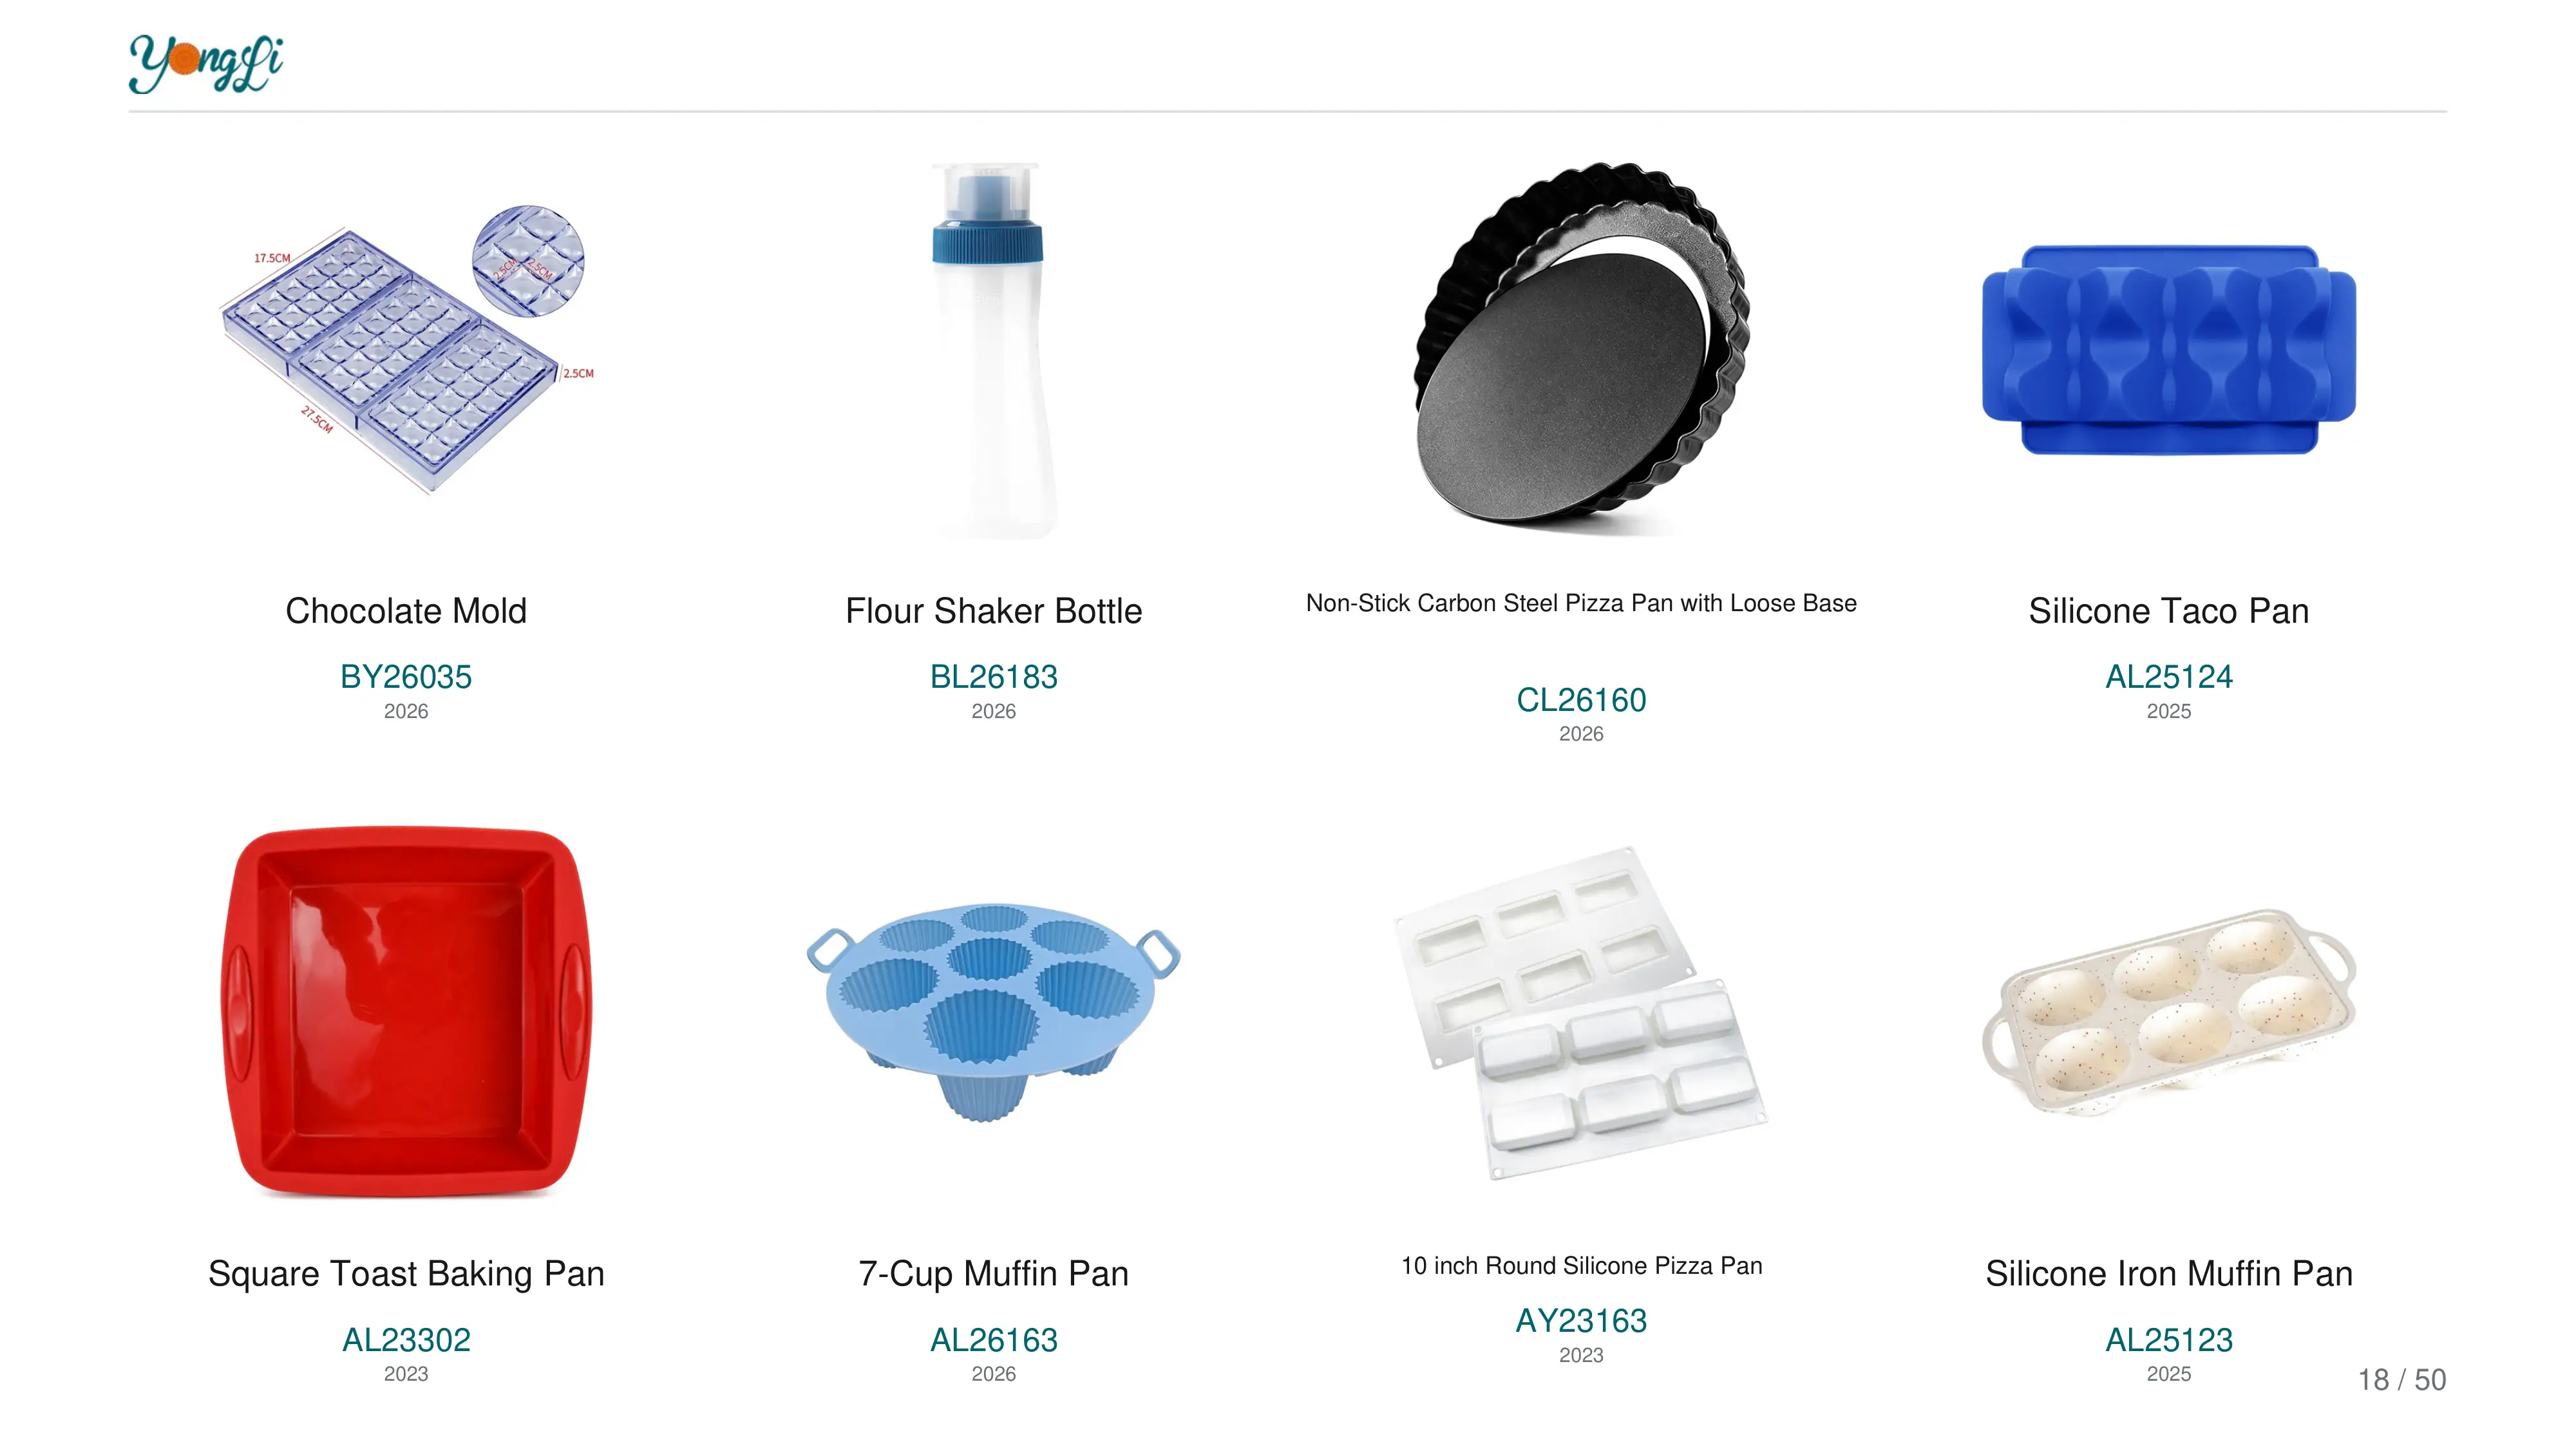 YongLi
17.5CM
2.5CM 2.5CM
2.5CM
27.5CM
Chocolate Mold
BY26035
2026
Flour Shaker Bottle
BL26183
2026
Non-Stick Carbon Steel Pizza Pan with Loose Base
CL26160
2026
Silicone Taco Pan
AL25124
2025
Square Toast Baking Pan
AL23302
2023
7-Cup Muffin Pan
AL26163
2026
10 inch Round Silicone Pizza Pan
AY23163
2023
Silicone Iron Muffin Pan
AL25123
2025
18 / 50